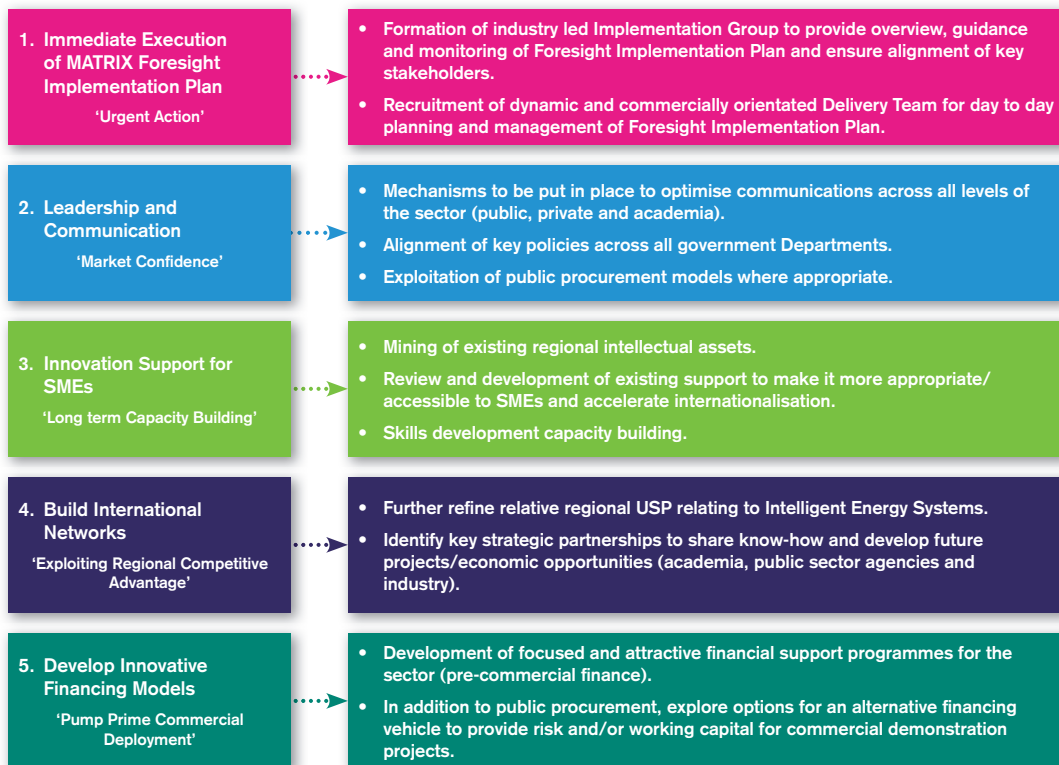 1. Immediate Execution
of MATRIX Foresight
Implementation Plan
‘Urgent Action’
• Formation of industry led Implementation Group to provide overview, guidance
and monitoring of Foresight Implementation Plan and ensure alignment of key
stakeholders.
• Recruitment of dynamic and commercially orientated Delivery Team for day to day
planning and management of Foresight Implementation Plan.
2. Leadership and
Communication
‘Market Confidence’
• Mechanisms to be put in place to optimise communications across all levels of
the sector (public, private and academia).
• Alignment of key policies across all government Departments.
• Exploitation of public procurement models where appropriate.
3. Innovation Support for
SMEs
‘Long term Capacity Building’
• Mining of existing regional intellectual assets.
• Review and development of existing support to make it more appropriate/
accessible to SMEs and accelerate internationalisation.
• Skills development capacity building.
4. Build International
Networks
‘Exploiting Regional Competitive
Advantage’
• Further refine relative regional USP relating to Intelligent Energy Systems.
• Identify key strategic partnerships to share know-how and develop future
projects/economic opportunities (academia, public sector agencies and
industry).
5. Develop Innovative
Financing Models
‘Pump Prime Commercial
Deployment’
• Development of focused and attractive financial support programmes for the
sector (pre-commercial finance).
• In addition to public procurement, explore options for an alternative financing
vehicle to provide risk and/or working capital for commercial demonstration
projects.